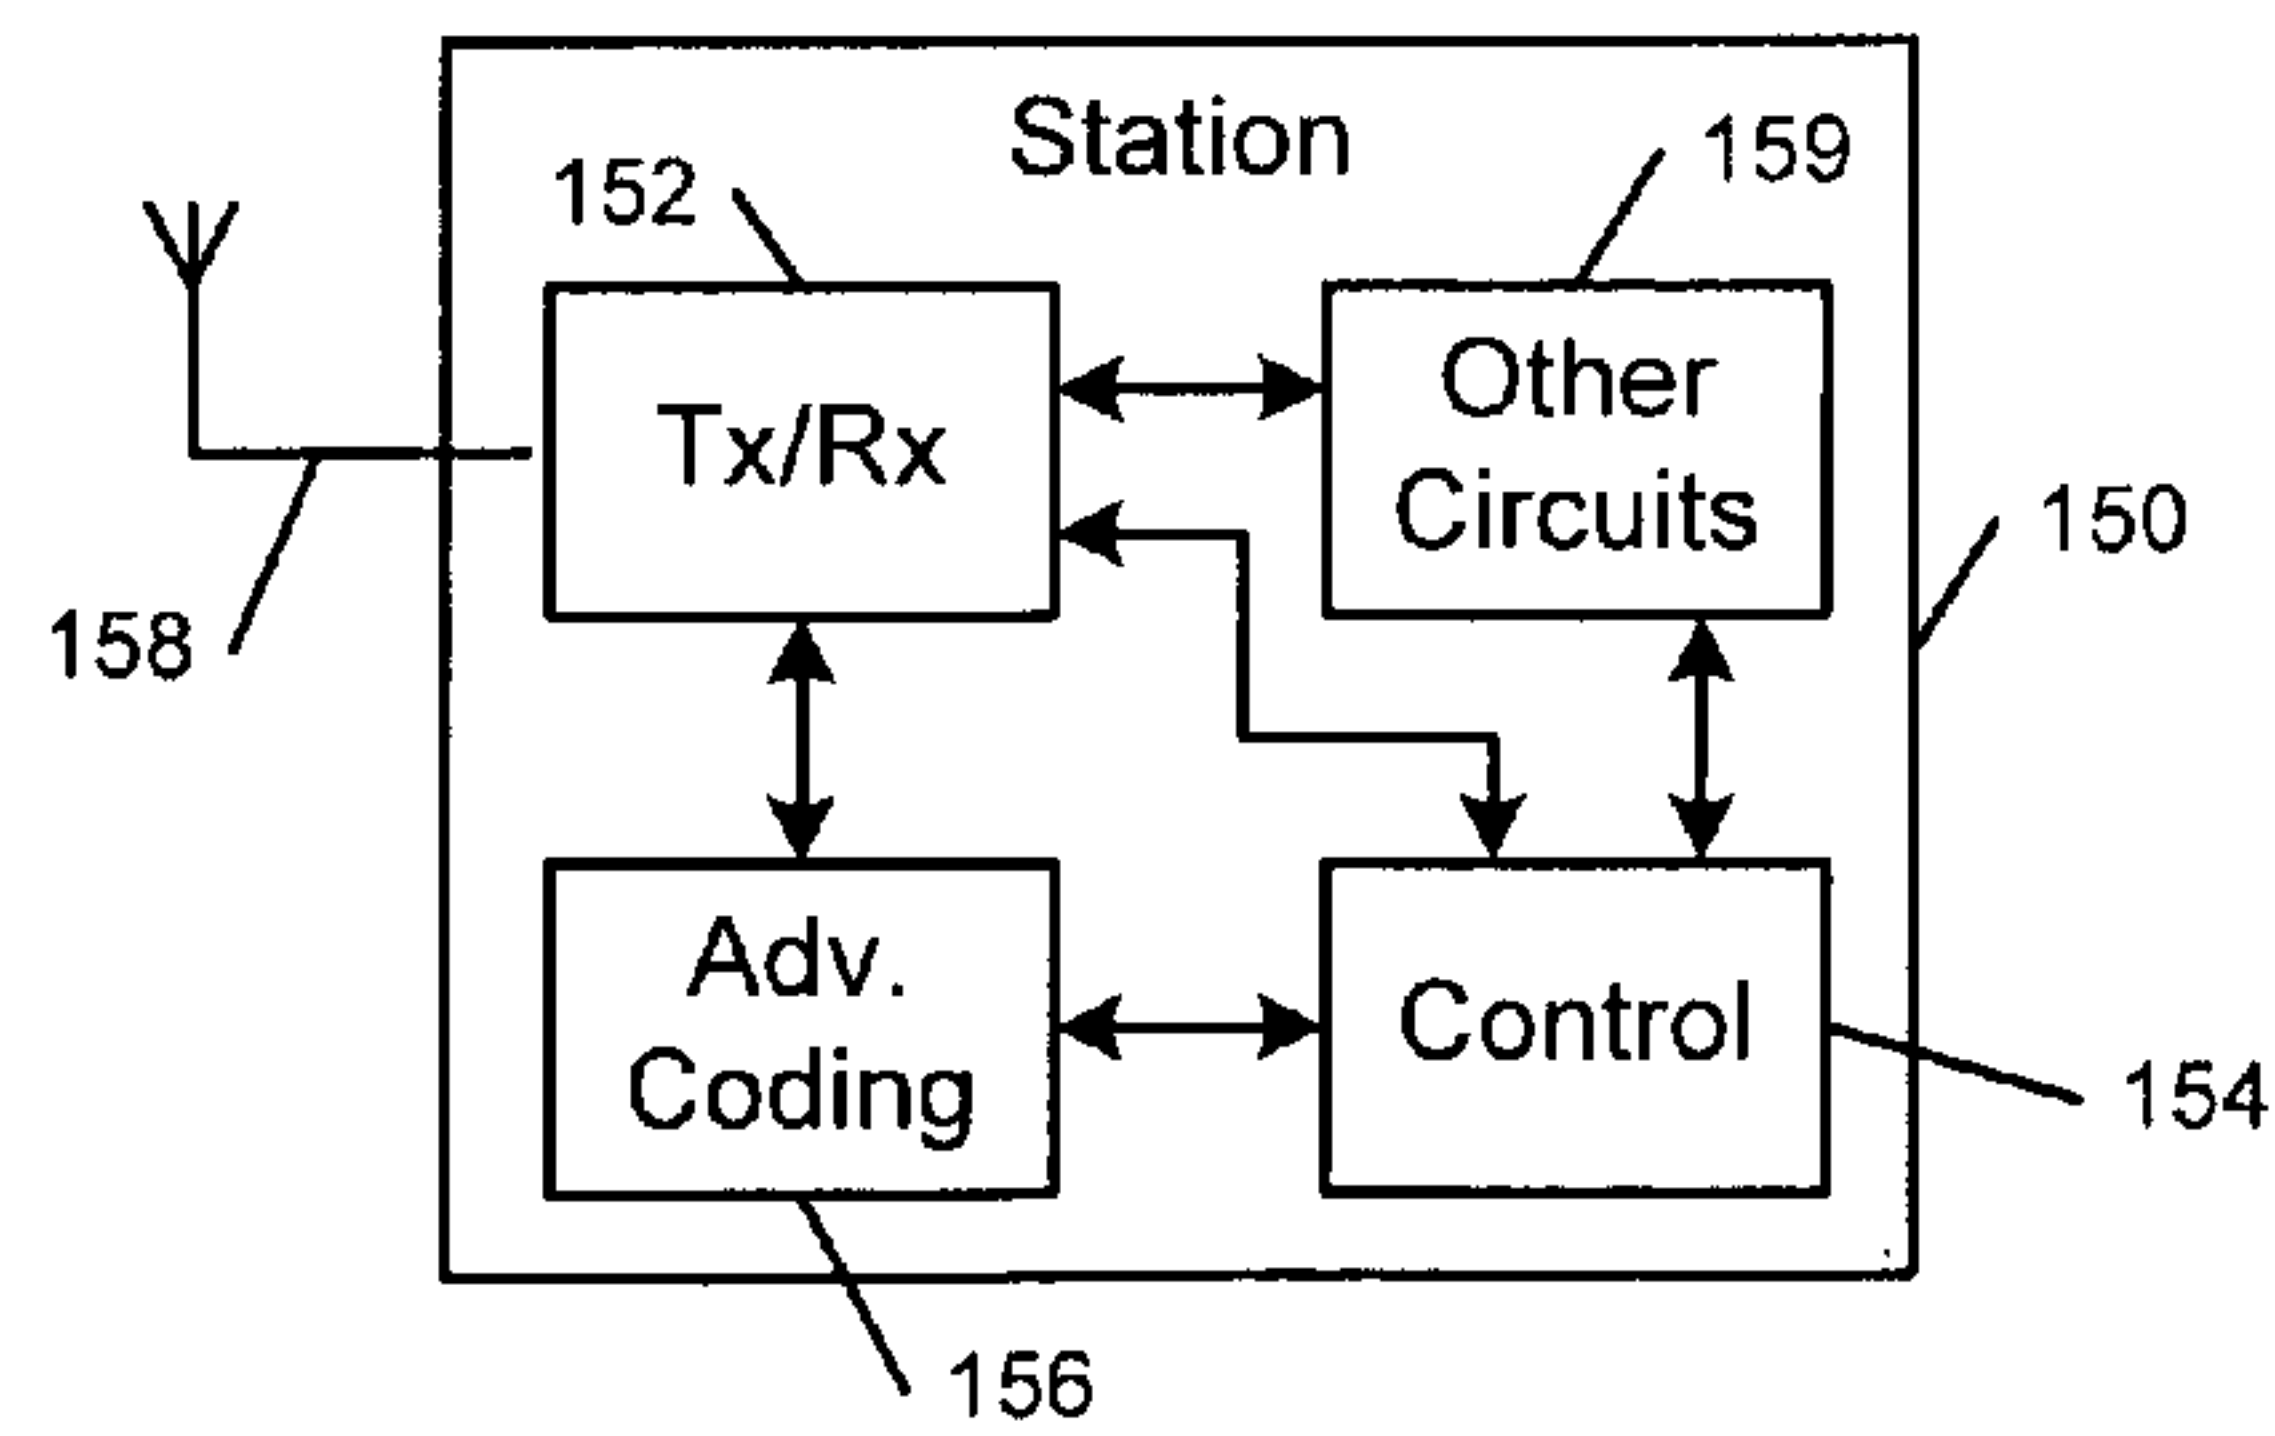 Station
159
152
Other
Circuits
Tx/Rx
150
158
Adv.
Coding
Control
154
156